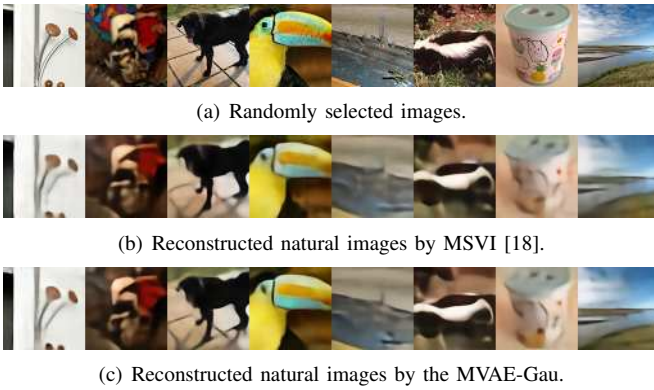 (a) Randomly selected images.
(b) Reconstructed natural images by MSVI [18].
(c) Reconstructed natural images by the MVAE-Gau.